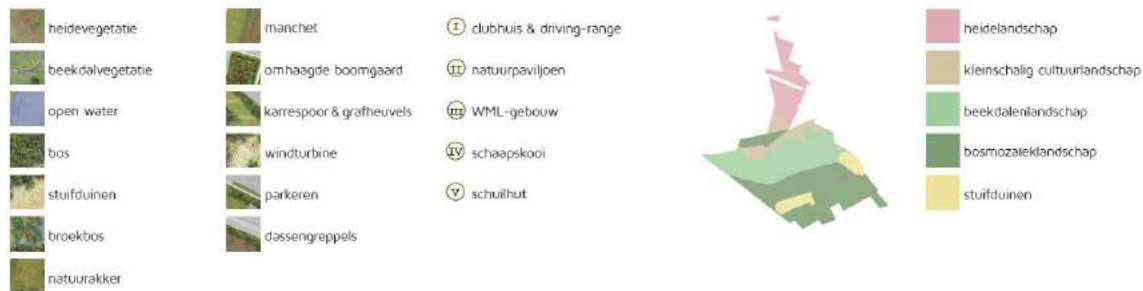 heidevegetatie
beekdalvegetatie
open water
bos
stuifduinen
broekbos
natuurakker
manchet
omhaagde boomgaard
karrespoor & grafheuvels
windturbine
parkeren
dassengreppels
I clubhuis & driving-range
II natuurpaviljoen
III WML-gebouw
IV schaapskooi
V schuilhut
heidelandschap
kleinschalig cultuurlandschap
beekdalenlandschap
bosmozaïeklandschap
stuifduinen